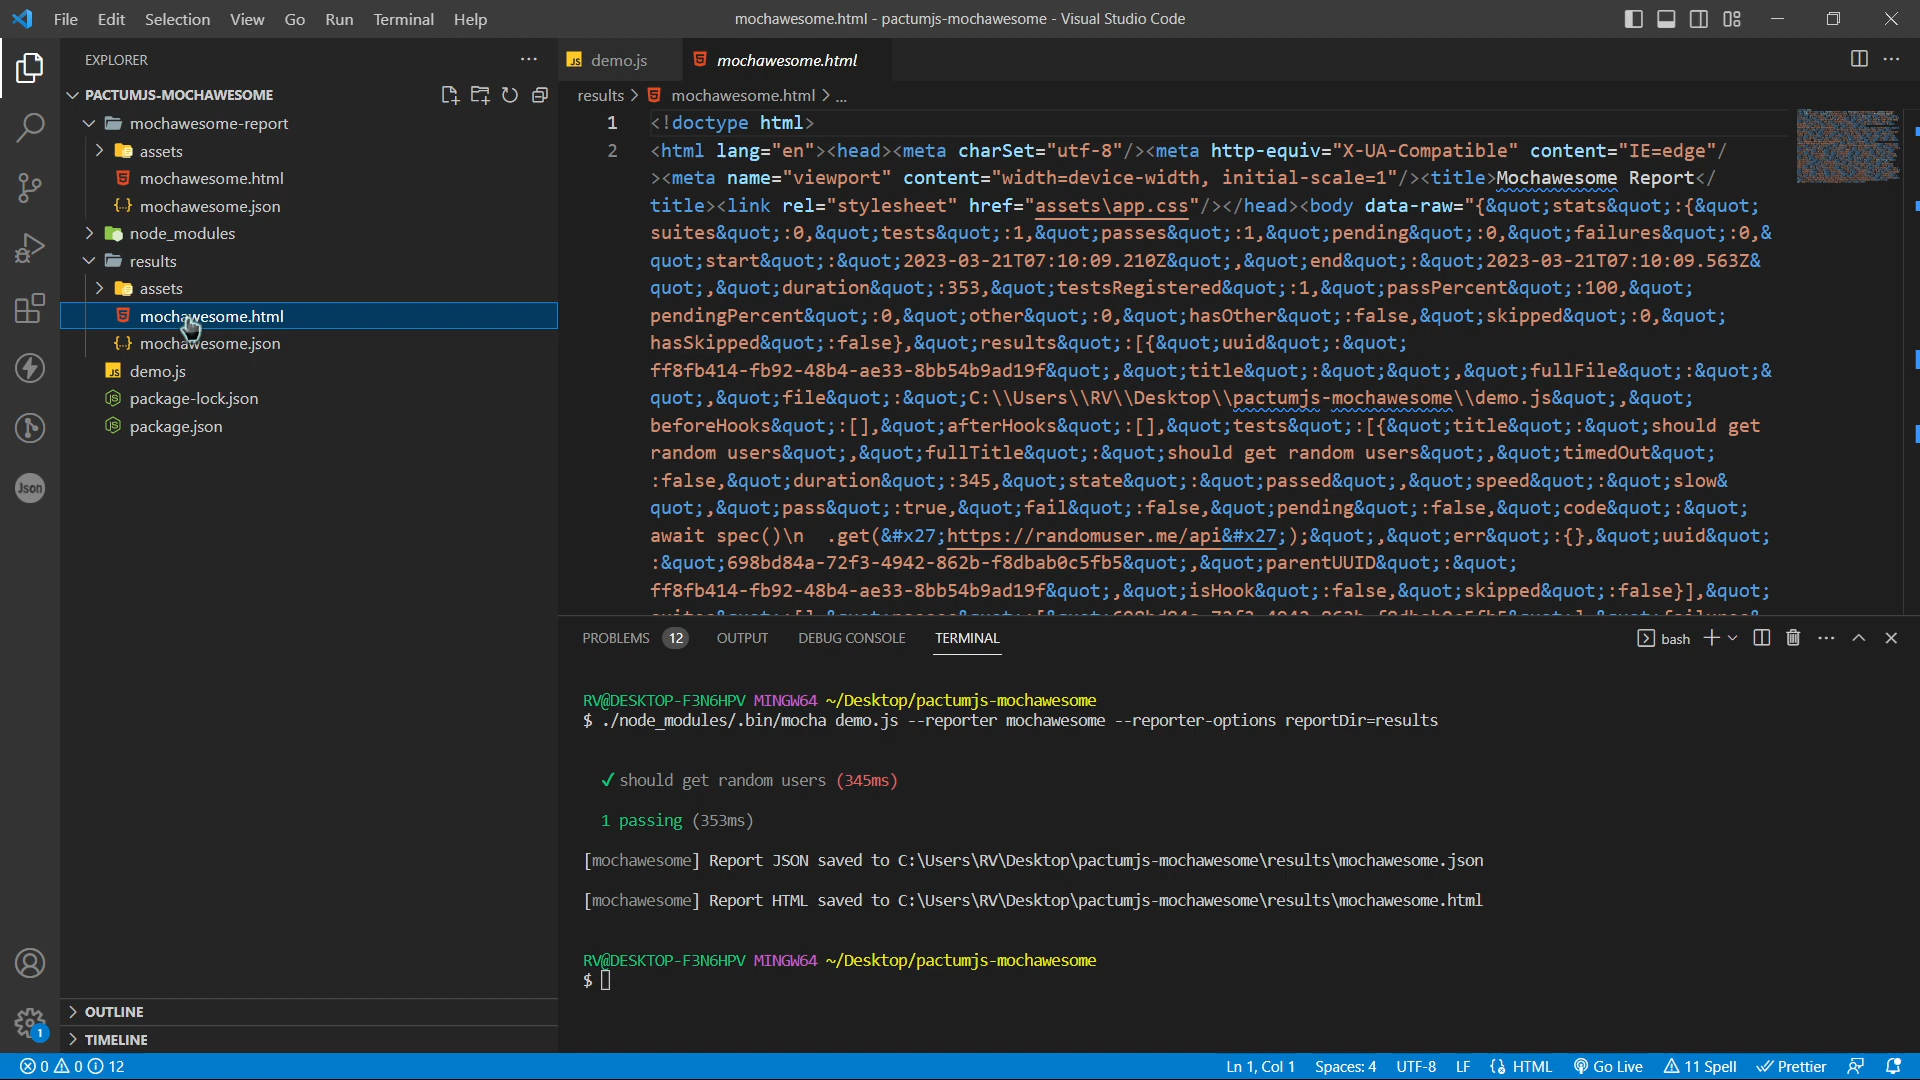 File Edit Selection View Go Run Terminal Help
mochawesome.html - pactumjs-mochawesome - Visual Studio Code
EXPLORER
PACTUMJS-MOCHAWESOME
mochawesome-report
assets
mochawesome.html
mochawesome.json
node_modules
results
assets
mochawesome.html
mochawesome.json
demo.js
package-lock.json
package.json
Json
OUTLINE
TIMELINE
1
demo.js mochawesome.html
results > mochawesome.html > ...
1 <!doctype html>
2 <html lang="en"><head><meta charSet="utf-8"/><meta http-equiv="X-UA-Compatible" content="IE=edge"/
><meta name="viewport" content="width=device-width, initial-scale=1"/><title>Mochawesome Report</
title><link rel="stylesheet" href="assets\app.css"/></head><body data-raw="{&quot;stats&quot;:{&quot;
suites&quot;:0,&quot;tests&quot;:1,&quot;passes&quot;:1,&quot;pending&quot;:0,&quot;failures&quot;:0,&
quot;start&quot;:&quot;2023-03-21T07:10:09.210Z&quot;,&quot;end&quot;:&quot;2023-03-21T07:10:09.563Z&
quot;,&quot;duration&quot;:353,&quot;testsRegistered&quot;:1,&quot;passPercent&quot;:100,&quot;
pendingPercent&quot;:0,&quot;other&quot;:0,&quot;hasOther&quot;:false,&quot;skipped&quot;:0,&quot;
hasSkipped&quot;:false},&quot;results&quot;:[{&quot;uuid&quot;:&quot;
ff8fb414-fb92-48b4-ae33-8bb54b9ad19f&quot;,&quot;title&quot;:&quot;&quot;,&quot;fullFile&quot;:&quot;&
quot;,&quot;file&quot;:&quot;C:\\Users\\RV\\Desktop\\pactumjs-mochawesome\\demo.js&quot;,&quot;
beforeHooks&quot;:[],&quot;afterHooks&quot;:[],&quot;tests&quot;:[{&quot;title&quot;:&quot;should get
random users&quot;,&quot;fullTitle&quot;:&quot;should get random users&quot;,&quot;timedOut&quot;
:false,&quot;duration&quot;:345,&quot;state&quot;:&quot;passed&quot;,&quot;speed&quot;:&quot;slow&
quot;,&quot;pass&quot;:true,&quot;fail&quot;:false,&quot;pending&quot;:false,&quot;code&quot;:&quot;
await spec()\n  .get(&#x27;https://randomuser.me/api&#x27;);&quot;,&quot;err&quot;:{},&quot;uuid&quot;
:&quot;698bd84a-72f3-4942-862b-f8dbab0c5fb5&quot;,&quot;parentUUID&quot;:&quot;
ff8fb414-fb92-48b4-ae33-8bb54b9ad19f&quot;,&quot;isHook&quot;:false,&quot;skipped&quot;:false}],&quot;
PROBLEMS 12 OUTPUT DEBUG CONSOLE TERMINAL
bash
RV@DESKTOP-F3N6HPV MINGW64 ~/Desktop/pactumjs-mochawesome
$ ./node_modules/.bin/mocha demo.js --reporter mochawesome --reporter-options reportDir=results
✓ should get random users (345ms)
1 passing (353ms)
[mochawesome] Report JSON saved to C:\Users\RV\Desktop\pactumjs-mochawesome\results\mochawesome.json
[mochawesome] Report HTML saved to C:\Users\RV\Desktop\pactumjs-mochawesome\results\mochawesome.html
RV@DESKTOP-F3N6HPV MINGW64 ~/Desktop/pactumjs-mochawesome
$
0 0 12
Ln 1, Col 1 Spaces: 4 UTF-8 LF HTML Go Live 11 Spell Prettier